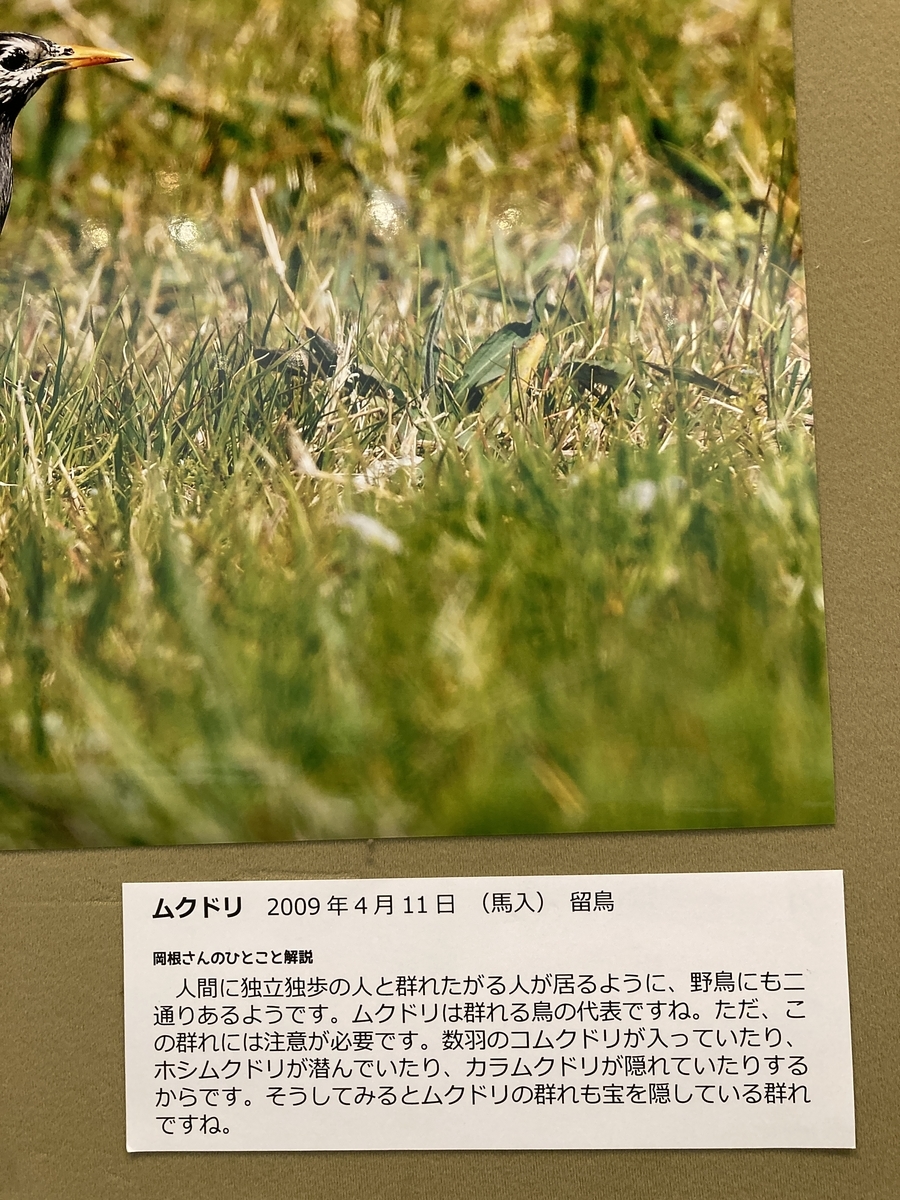 ムクドリ 2009年4月11日 （馬入） 留鳥
岡根さんのひとこと解説
人間に独立独歩の人と群れたがる人が居るように、野鳥にも二
通りあるようです。ムクドリは群れる鳥の代表ですね。ただ、こ
の群れには注意が必要です。数羽のコムクドリが入っていたり、
ホシムクドリが潜んでいたり、カラムクドリが隠れていたりする
からです。そうしてみるとムクドリの群れも宝を隠している群れ
ですね。